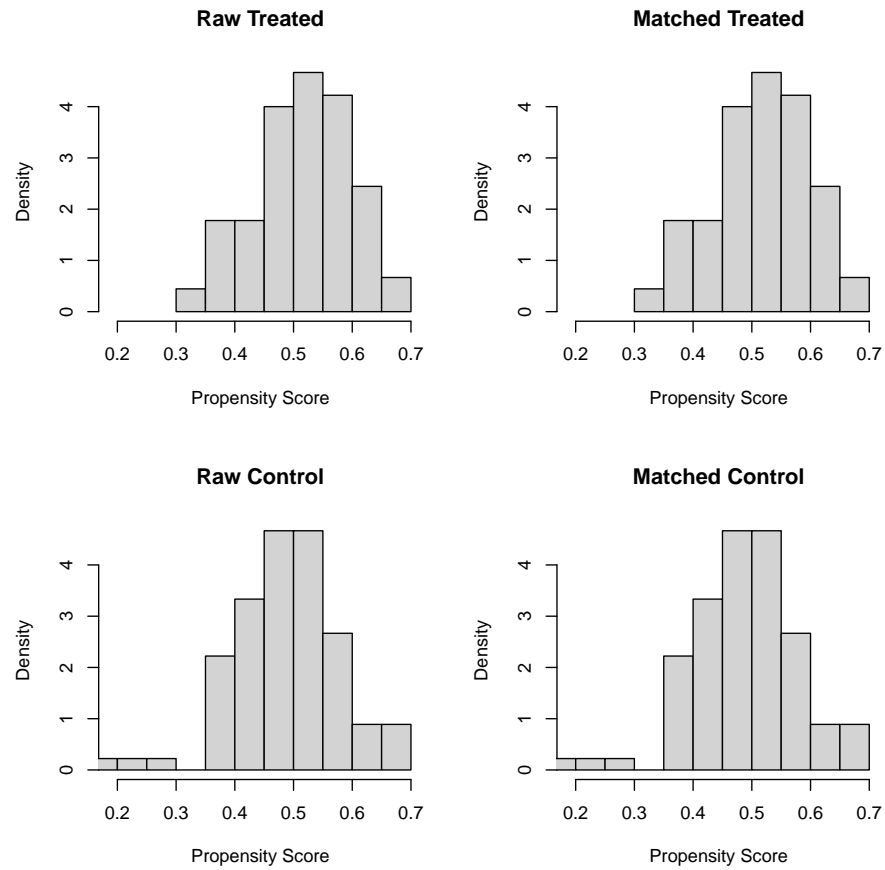 Raw Treated
Density
0 1 2 3 4
0.2 0.3 0.4 0.5 0.6 0.7
Propensity Score
Matched Treated
Density
0 1 2 3 4
0.2 0.3 0.4 0.5 0.6 0.7
Propensity Score
Raw Control
Density
0 1 2 3 4
0.2 0.3 0.4 0.5 0.6 0.7
Propensity Score
Matched Control
Density
0 1 2 3 4
0.2 0.3 0.4 0.5 0.6 0.7
Propensity Score